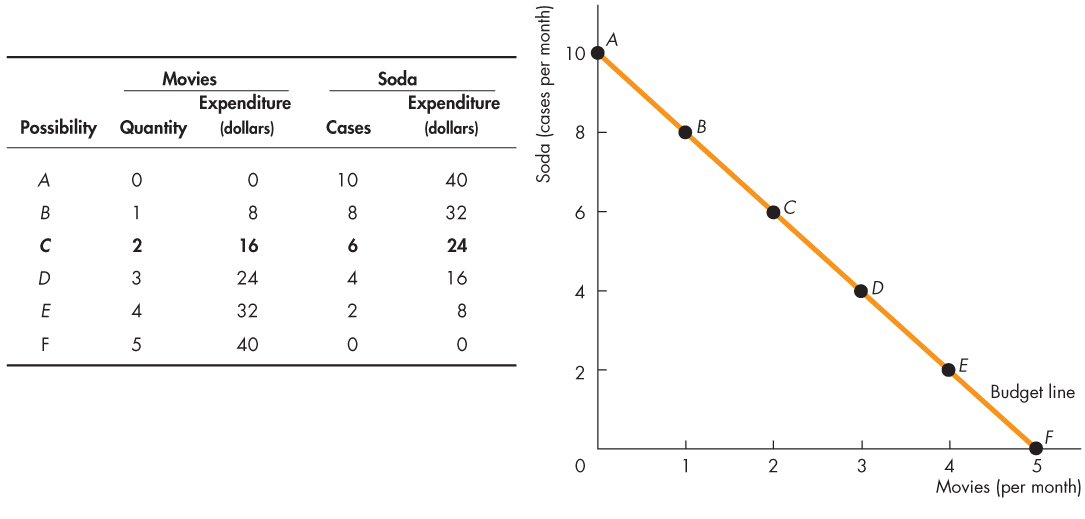 Movies Soda
Expenditure Expenditure
Possibility Quantity (dollars) Cases (dollars)
A 0 0 10 40
B 1 8 8 32
C 2 16 6 24
D 3 24 4 16
E 4 32 2 8
F 5 40 0 0
Soda (cases per month)
10
8
6
4
2
0
A
B
C
D
E
F
Budget line
1 2 3 4 5
Movies (per month)